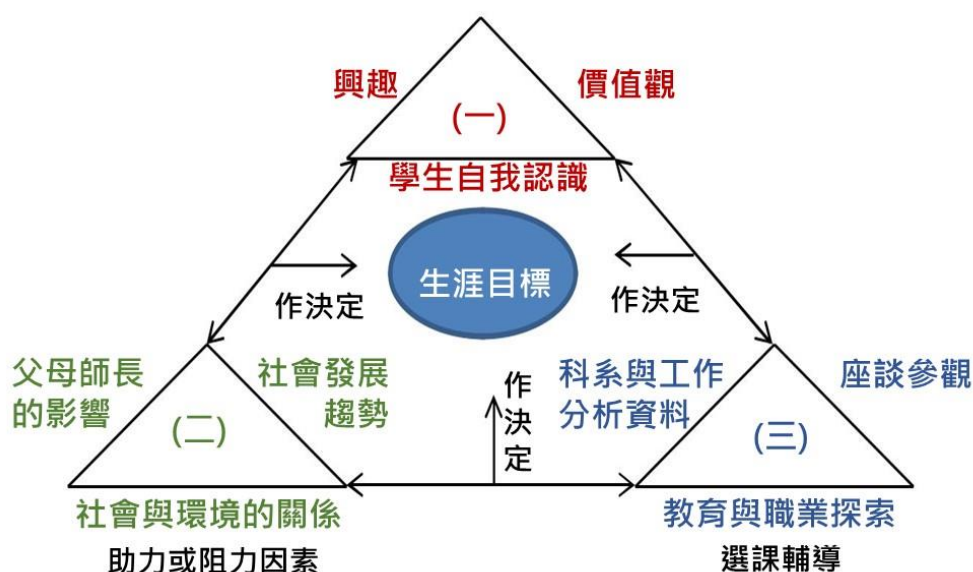 興趣
價值觀
(一)
學生自我認識
生涯目標
作決定
作決定
父母師長
的影響
社會發展
趨勢
(二)
作決定
科系與工作
分析資料
座談參觀
(三)
社會與環境的關係
助力或阻力因素
教育與職業探索
選課輔導